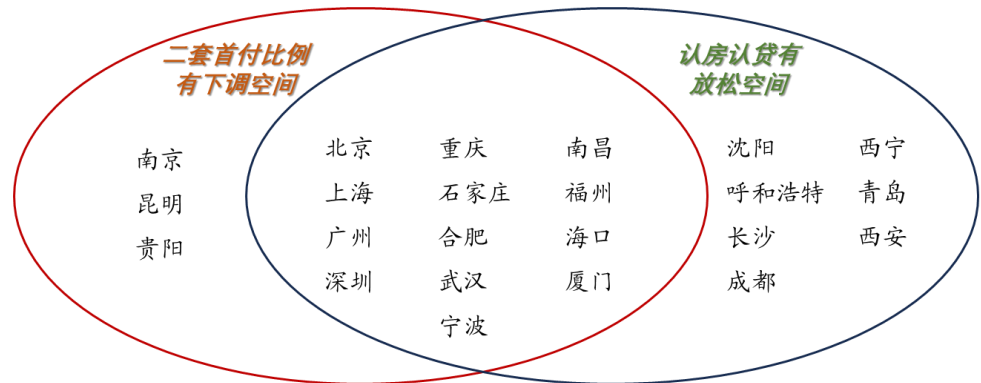 二套首付比例
有下调空间
认房认贷有
放松空间
南京
昆明
贵阳
北京 重庆 南昌
上海 石家庄 福州
广州 合肥 海口
深圳 武汉 厦门
宁波
沈阳 西宁
呼和浩特 青岛
长沙 西安
成都